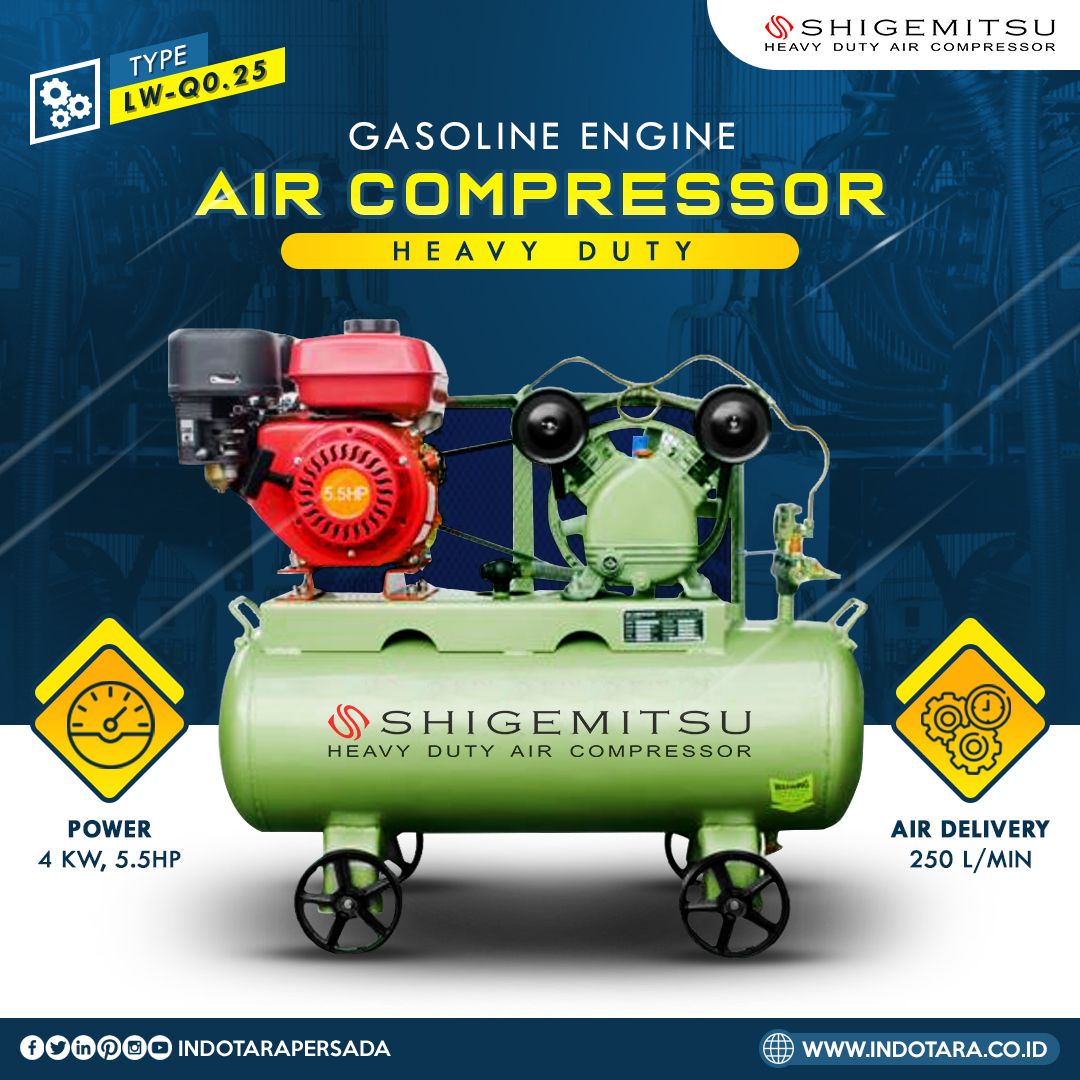 TYPE
LW-Q0.25
SHIGEMITSU
HEAVY DUTY AIR COMPRESSOR
GASOLINE ENGINE
AIR COMPRESSOR
HEAVY DUTY
5.5HP
SHIGEMITSU
HEAVY DUTY AIR COMPRESSOR
WARNING
POWER
4 KW, 5.5HP
AIR DELIVERY
250 L/MIN
INDOTARAPERSADA
WWW.INDOTARA.CO.ID